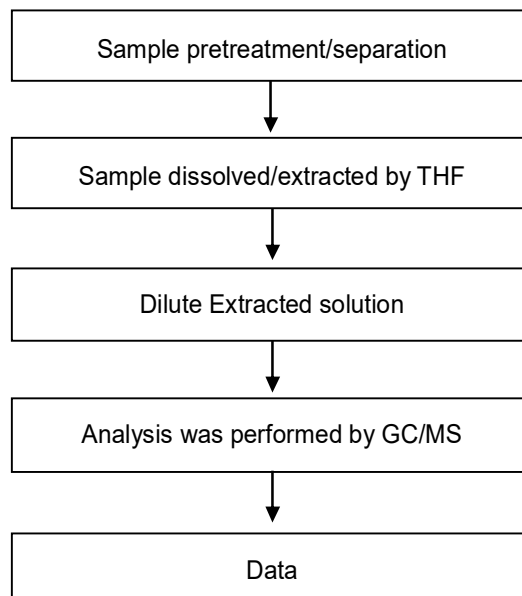 Sample pretreatment/separation
Sample dissolved/extracted by THF
Dilute Extracted solution
Analysis was performed by GC/MS
Data